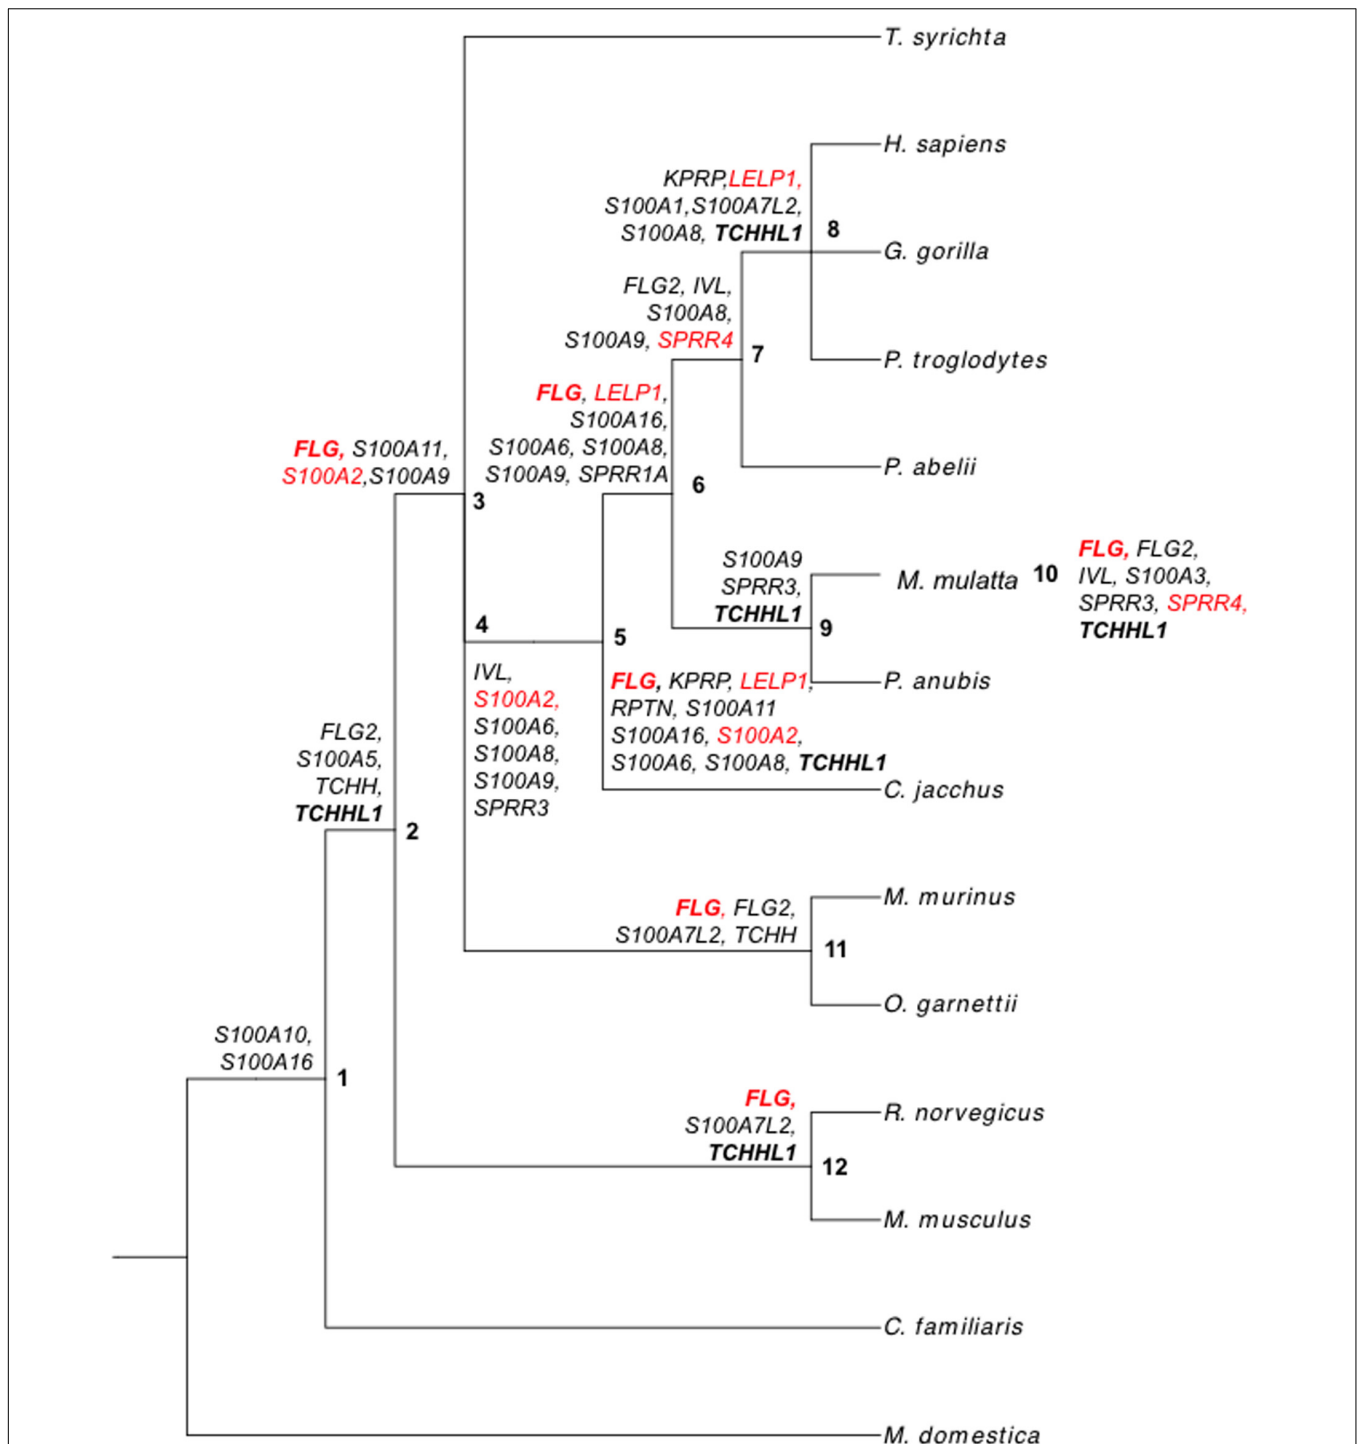 T. syrichta
H. sapiens
KPRP,LELP1,
S100A1,S100A7L2,
S100A8, TCHHL1
8
G. gorilla
FLG2, IVL,
S100A8,
S100A9, SPRR4
7
P. troglodytes
FLG, LELP1,
S100A16,
S100A6, S100A8,
S100A9, SPRR1A
6
P. abelii
FLG, S100A11,
S100A2,S100A9
3
S100A9
SPRR3,
TCHHL1
9
M. mulatta
10
FLG, FLG2,
IVL, S100A3,
SPRR3, SPRR4,
TCHHL1
4
IVL,
S100A2,
S100A6,
S100A8,
S100A9,
SPRR3
5
FLG, KPRP, LELP1,
RPTN, S100A11
S100A16, S100A2,
S100A6, S100A8, TCHHL1
P. anubis
C. jacchus
FLG2,
S100A5,
TCHH,
TCHHL1
2
M. murinus
FLG, FLG2,
S100A7L2, TCHH
11
O. garnettii
S100A10,
S100A16
1
FLG,
S100A7L2,
TCHHL1
12
R. norvegicus
M. musculus
C. familiaris
M. domestica